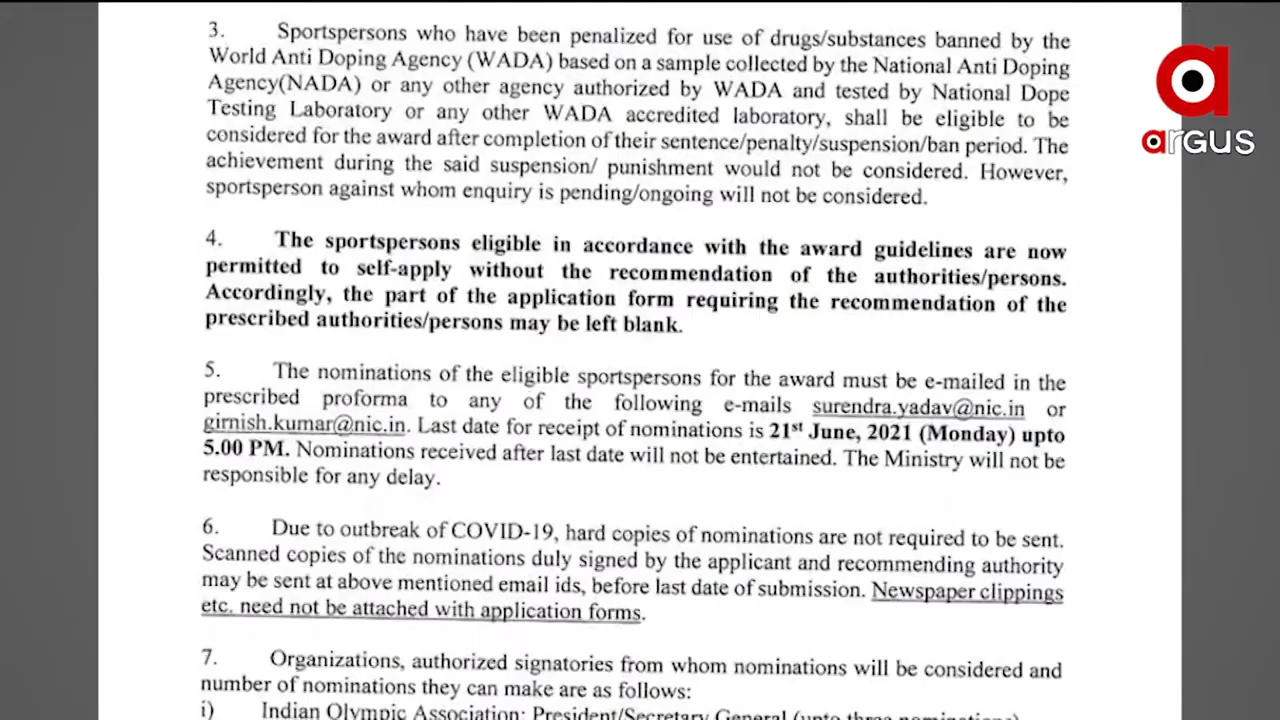 3. Sportspersons who have been penalized for use of drugs/substances banned by the
World Anti Doping Agency (WADA) based on a sample collected by the National Anti Doping
Agency(NADA) or any other agency authorized by WADA and tested by National Dope
Testing Laboratory or any other WADA accredited laboratory, shall be eligible to be
considered for the award after completion of their sentence/penalty/suspension/ban period. The
achievement during the said suspension/ punishment would not be considered. However,
sportsperson against whom enquiry is pending/ongoing will not be considered.
4. The sportspersons eligible in accordance with the award guidelines are now
permitted to self-apply without the recommendation of the authorities/persons.
Accordingly, the part of the application form requiring the recommendation of the
prescribed authorities/persons may be left blank.
5. The nominations of the eligible sportspersons for the award must be e-mailed in the
prescribed proforma to any of the following e-mails surendra.yadav@nic.in or
girnish.kumar@nic.in. Last date for receipt of nominations is 21st June, 2021 (Monday) upto
5.00 PM. Nominations received after last date will not be entertained. The Ministry will not be
responsible for any delay.
6. Due to outbreak of COVID-19, hard copies of nominations are not required to be sent.
Scanned copies of the nominations duly signed by the applicant and recommending authority
may be sent at above mentioned email ids, before last date of submission. Newspaper clippings
etc. need not be attached with application forms.
7. Organizations, authorized signatories from whom nominations will be considered and
number of nominations they can make are as follows:
i) Indian Olympic Association: President/Secretary General (upto three nominations)
argus